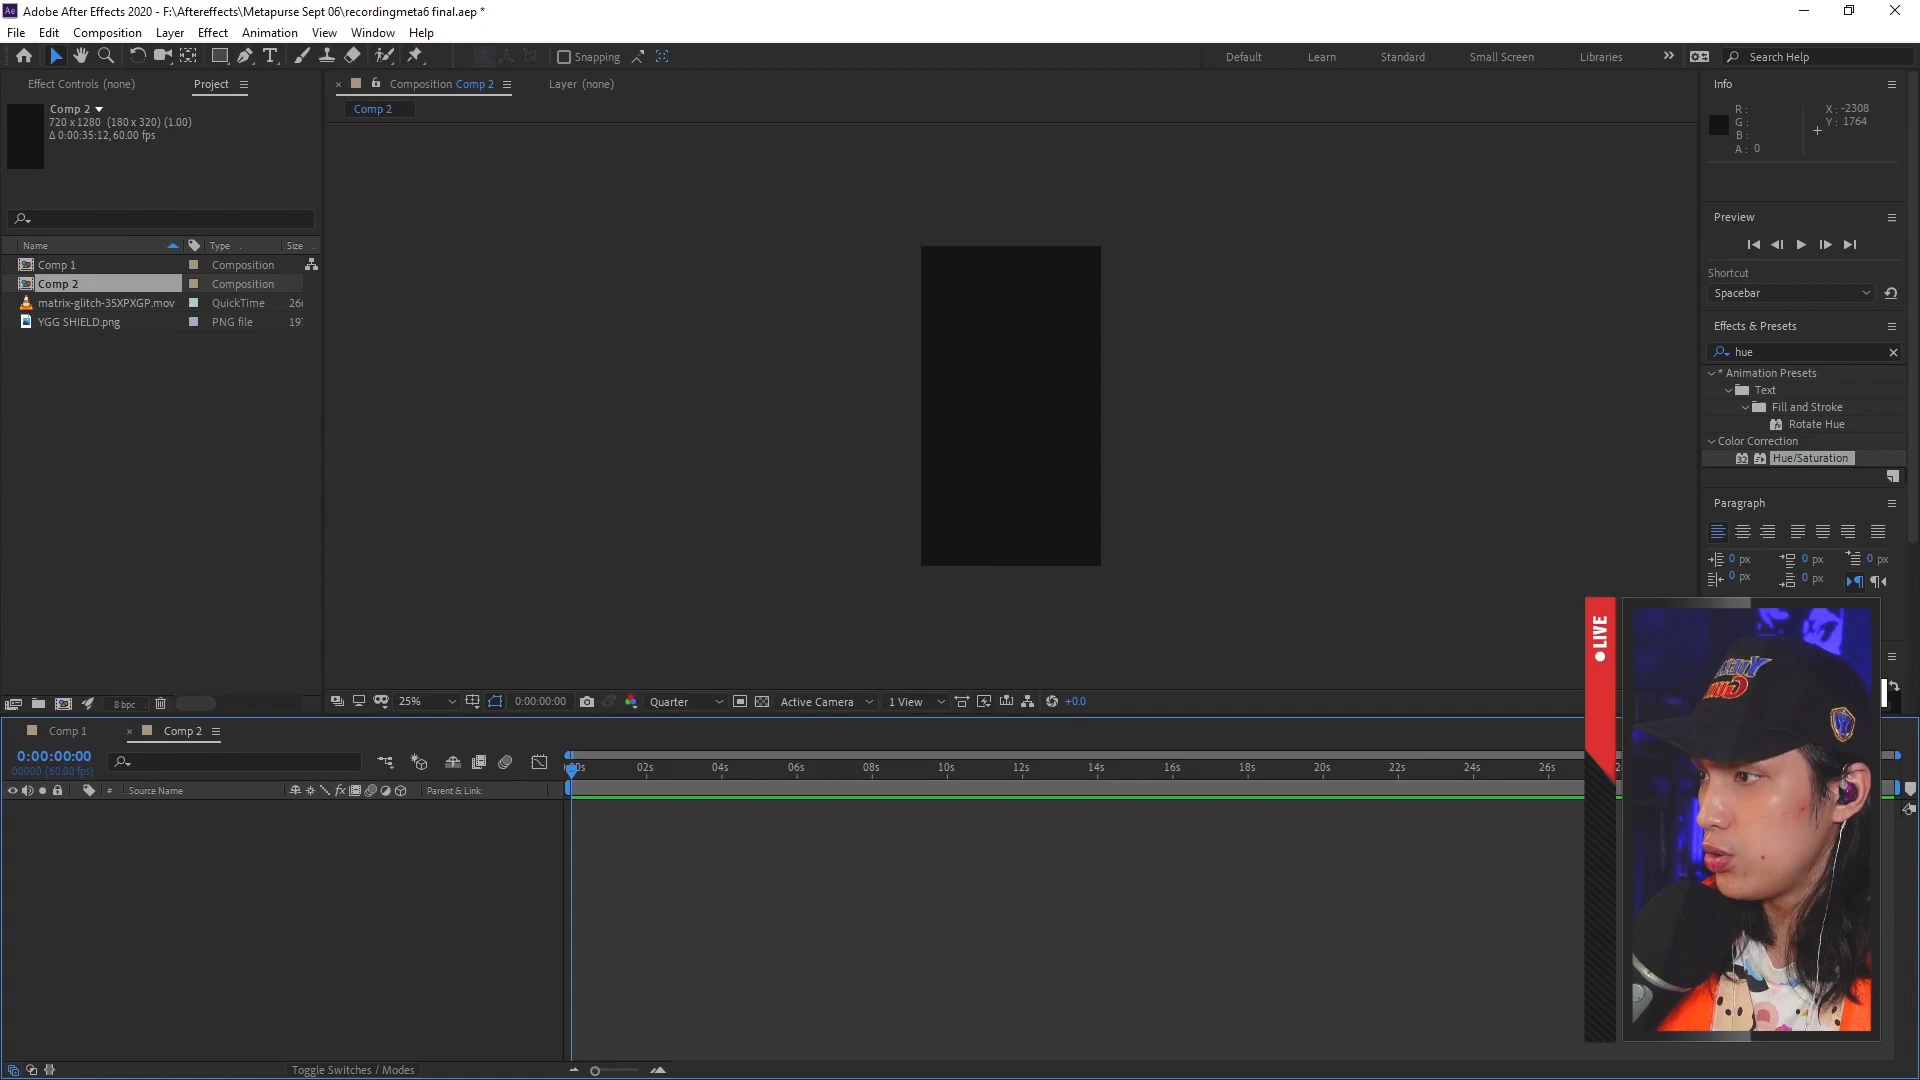 Adobe After Effects 2020 - F:\Aftereffects\Metapurse Sept 06\recordingmeta6 final.aep *
File Edit Composition Layer Effect Animation View Window Help
Snapping
Default Learn Standard Small Screen Libraries
Search Help
Effect Controls (none) Project
Comp 2
720 x 1280 (180 x 320) (1.00)
Δ 0:00:35:12, 60.00 fps
Name Type Size
Comp 1 Composition
Comp 2 Composition
matrix-glitch-35XPXGP.mov QuickTime
YGG SHIELD.png PNG file
8 bpc
Composition Comp 2
Layer (none)
Comp 2
25% 0:00:00:00 Quarter Active Camera 1 View +0.0
Info
R :
G :
B :
A : 0
X : -2308
Y : 1764
Preview
Shortcut
Spacebar
Effects & Presets
hue
* Animation Presets
Text
Fill and Stroke
Rotate Hue
Color Correction
32 Hue/Saturation
Paragraph
0 px 0 px 0 px
0 px 0 px
LIVE
Comp 1 Comp 2
0:00:00:00
00000 (60.00 fps)
# Source Name Parent & Link
02s 04s 06s 08s 10s 12s 14s 16s 18s 20s 22s 24s 26s
Toggle Switches / Modes